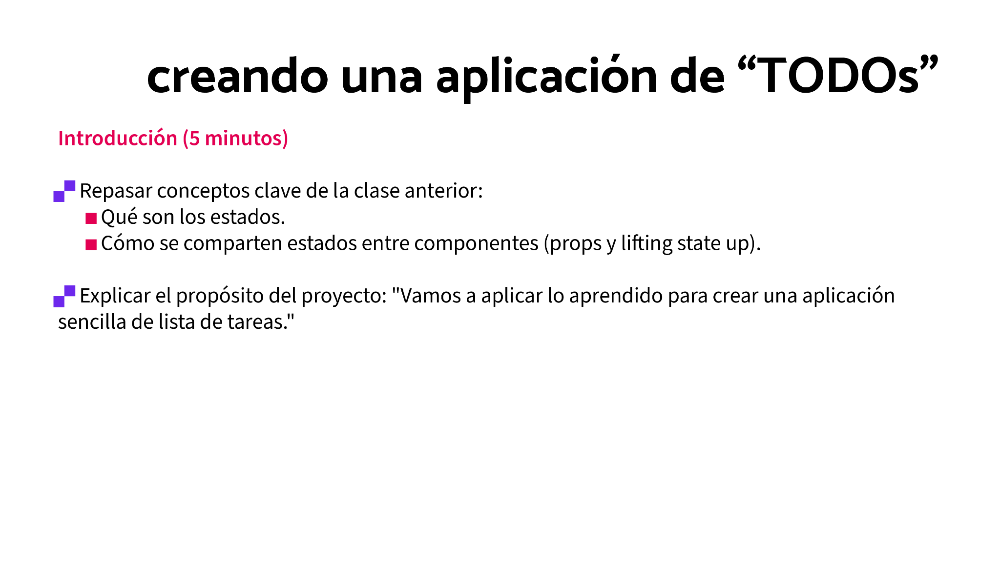 creando una aplicación de “TODOs”
Introducción (5 minutos)
Repasar conceptos clave de la clase anterior:
Qué son los estados.
Cómo se comparten estados entre componentes (props y lifting state up).
Explicar el propósito del proyecto: "Vamos a aplicar lo aprendido para crear una aplicación
sencilla de lista de tareas."